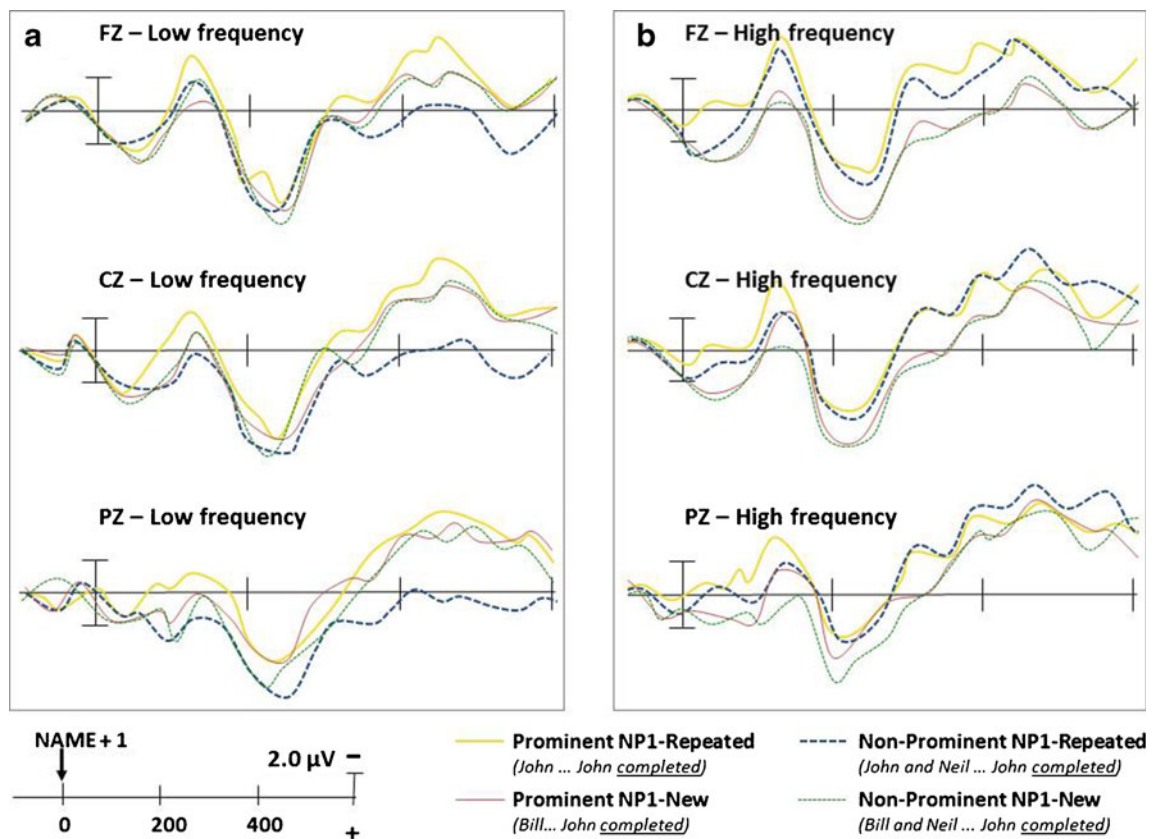 a
FZ – Low frequency
CZ – Low frequency
PZ – Low frequency
b
FZ – High frequency
CZ – High frequency
PZ – High frequency
NAME + 1
2.0 µV –
+
0 200 400
Prominent NP1-Repeated
(John ... John completed)
Prominent NP1-New
(Bill... John completed)
Non-Prominent NP1-Repeated
(John and Neil ... John completed)
Non-Prominent NP1-New
(Bill and Neil ... John completed)